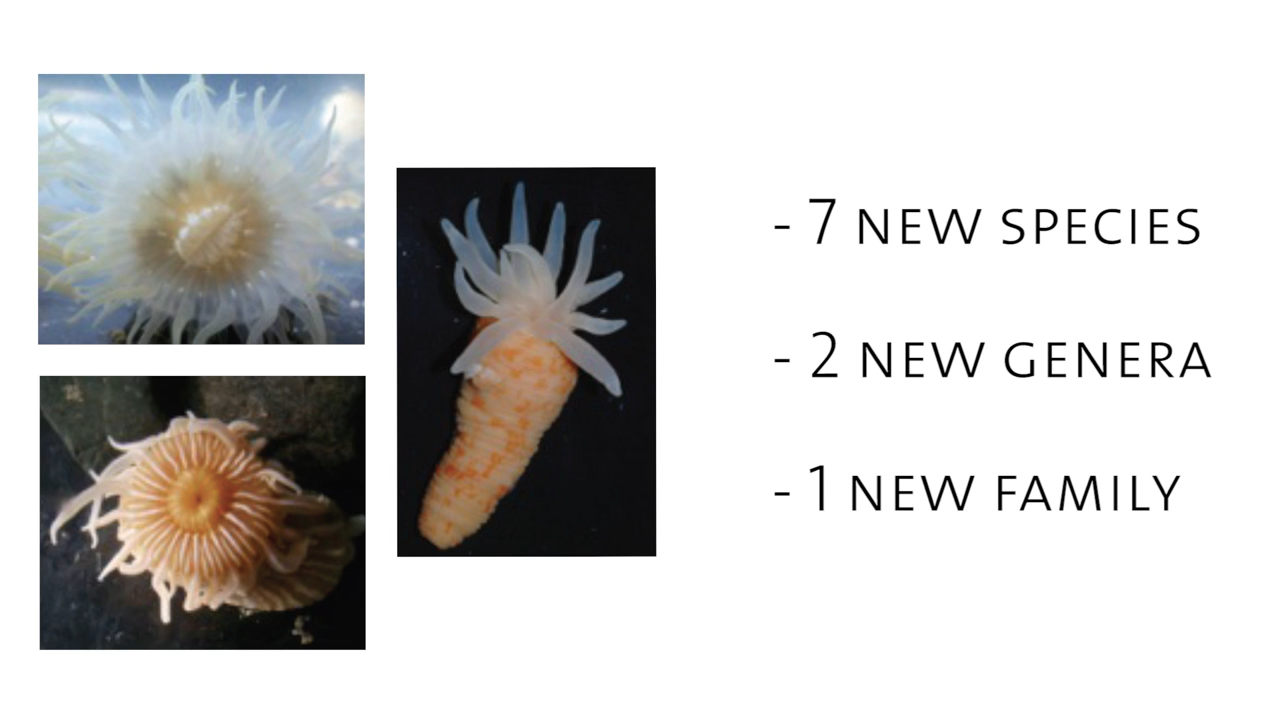 - 7 NEW SPECIES
- 2 NEW GENERA
- 1 NEW FAMILY